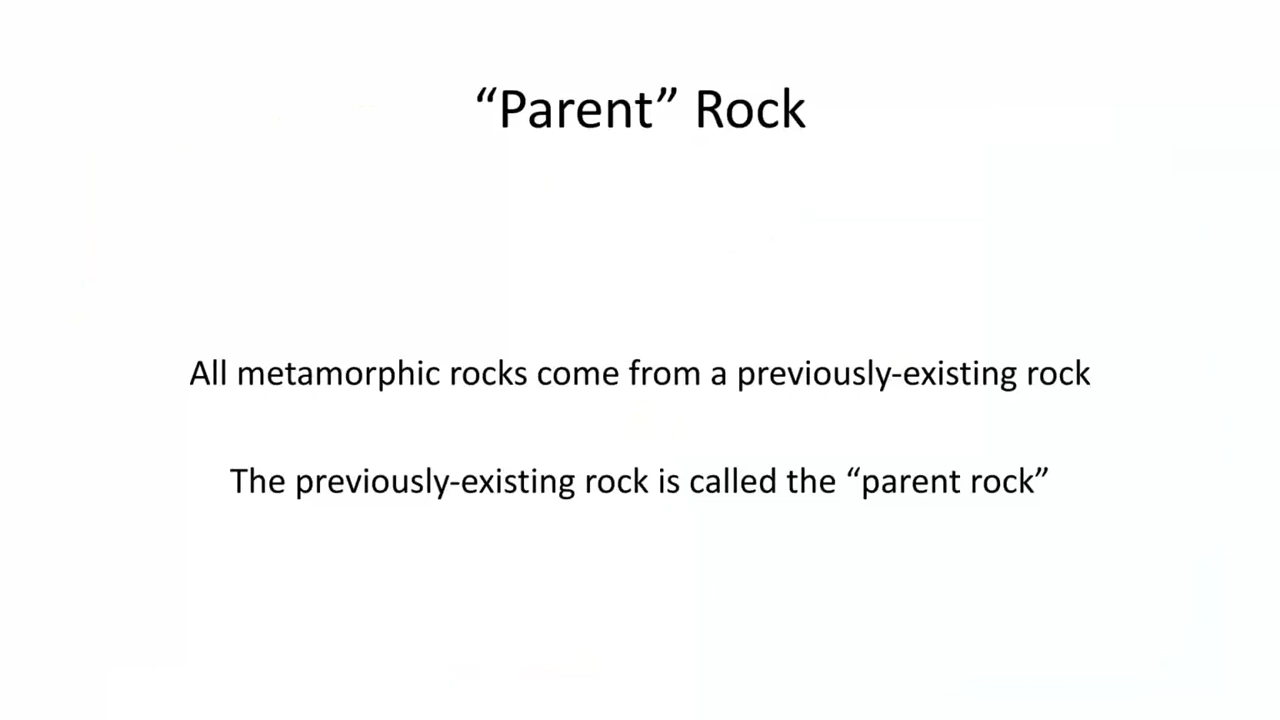 “Parent” Rock
All metamorphic rocks come from a previously-existing rock
The previously-existing rock is called the “parent rock”